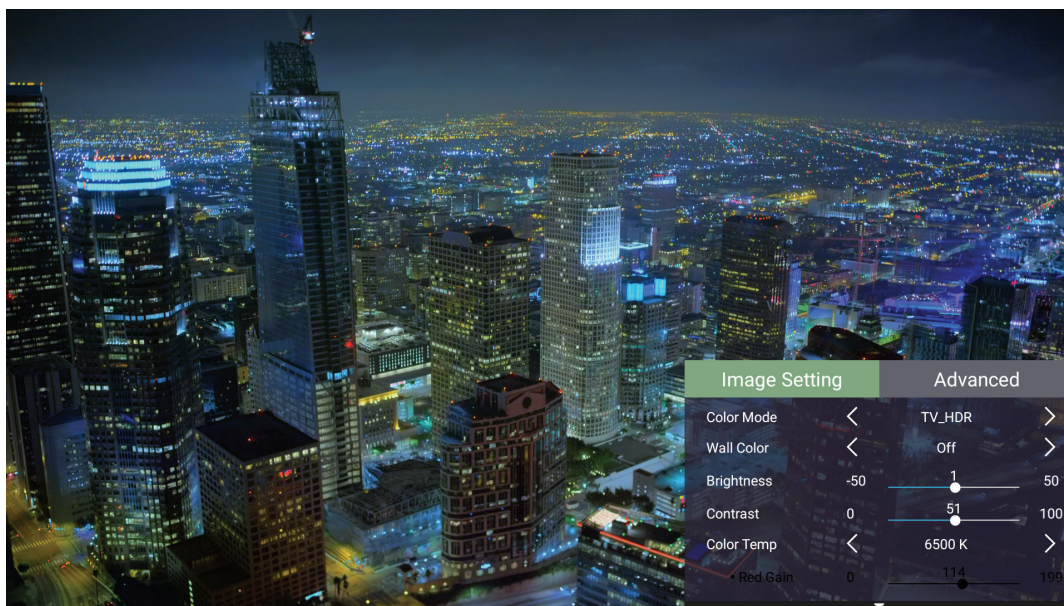 Image Setting Advanced
Color Mode < TV_HDR >
Wall Color < Off >
Brightness -50 1 50
Contrast 0 51 100
Color Temp < 6500 K >
• Red Gain 0 114 199